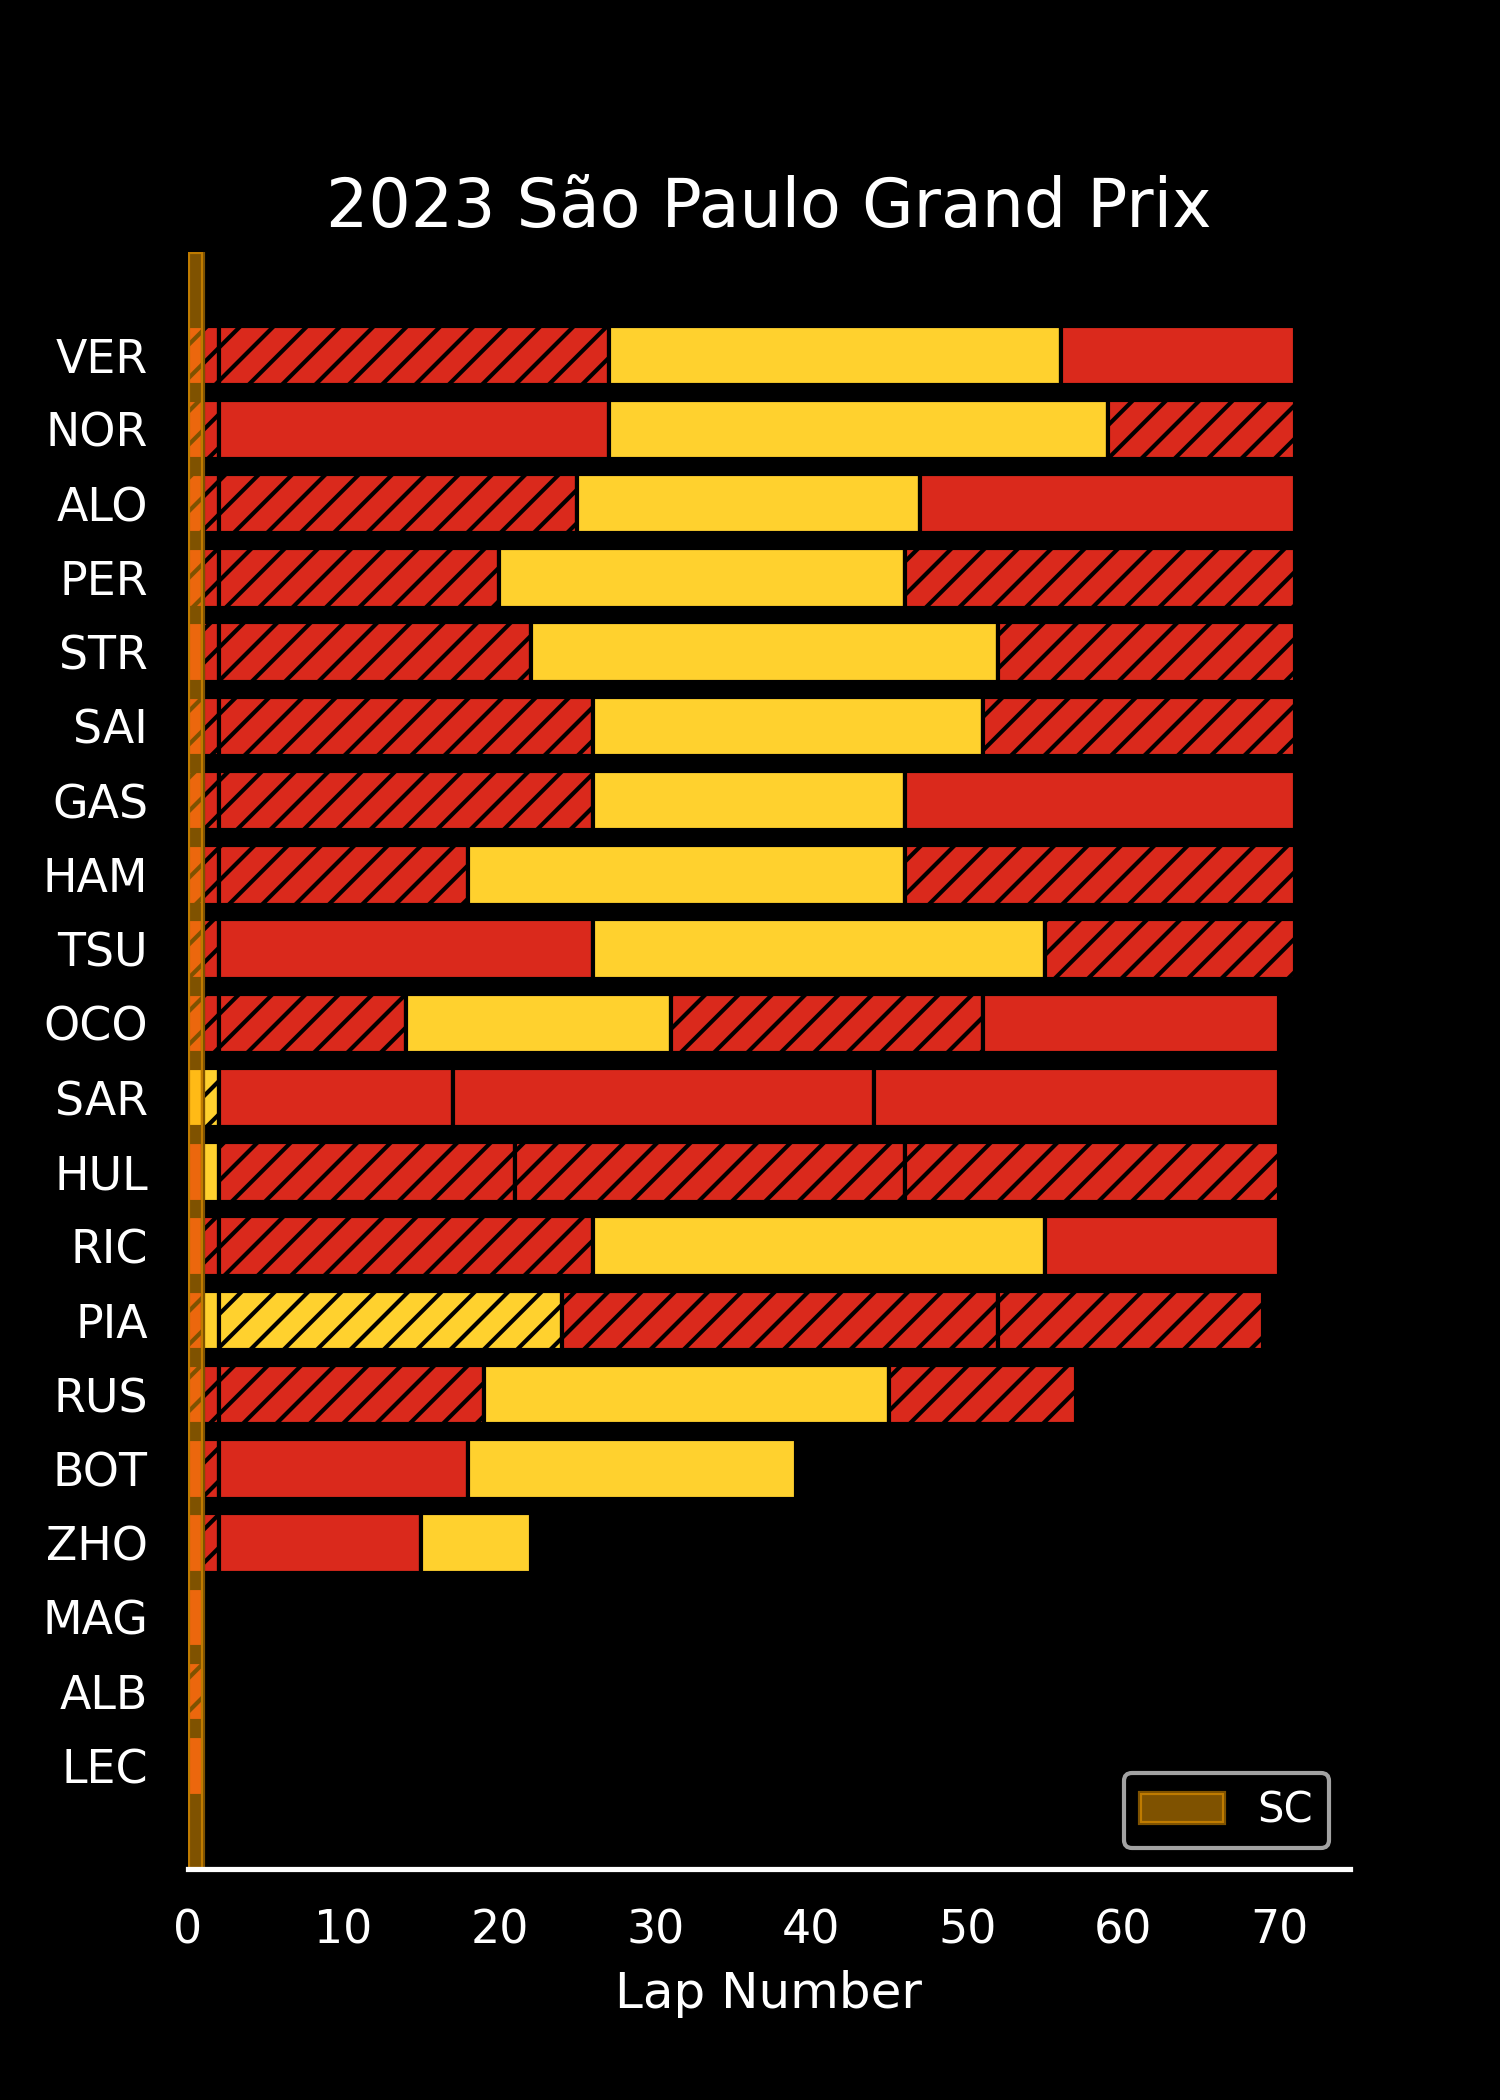 2023 São Paulo Grand Prix
VER
NOR
ALO
PER
STR
SAI
GAS
HAM
TSU
OCO
SAR
HUL
RIC
PIA
RUS
BOT
ZHO
MAG
ALB
LEC
SC
0 10 20 30 40 50 60 70
Lap Number